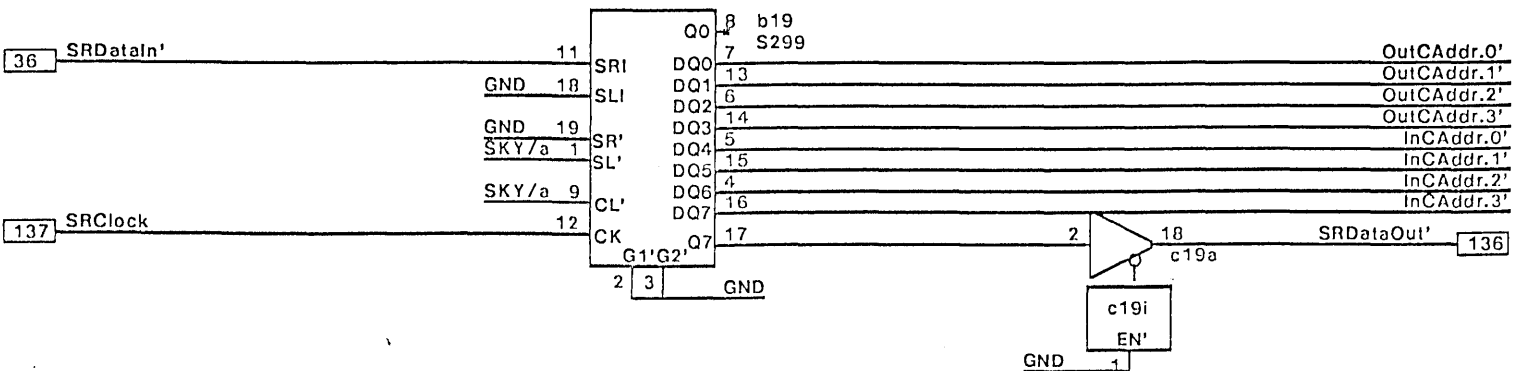 8 b19
Q0 S299
36 SRDataIn' 11 SRI DQ0 7 OutCAddr.0'
GND 18 SLI DQ1 13 OutCAddr.1'
DQ2 6 OutCAddr.2'
GND 19 SR' DQ3 14 OutCAddr.3'
SKY/a 1 SL' DQ4 5 InCAddr.0'
DQ5 15 InCAddr.1'
SKY/a 9 CL' DQ6 4 InCAddr.2'
DQ7 16 InCAddr.3'
137 SRClock 12 CK Q7 17 2 18 SRDataOut' 136
c19a
G1'G2'
2 3 GND
c19i
EN'
GND 1